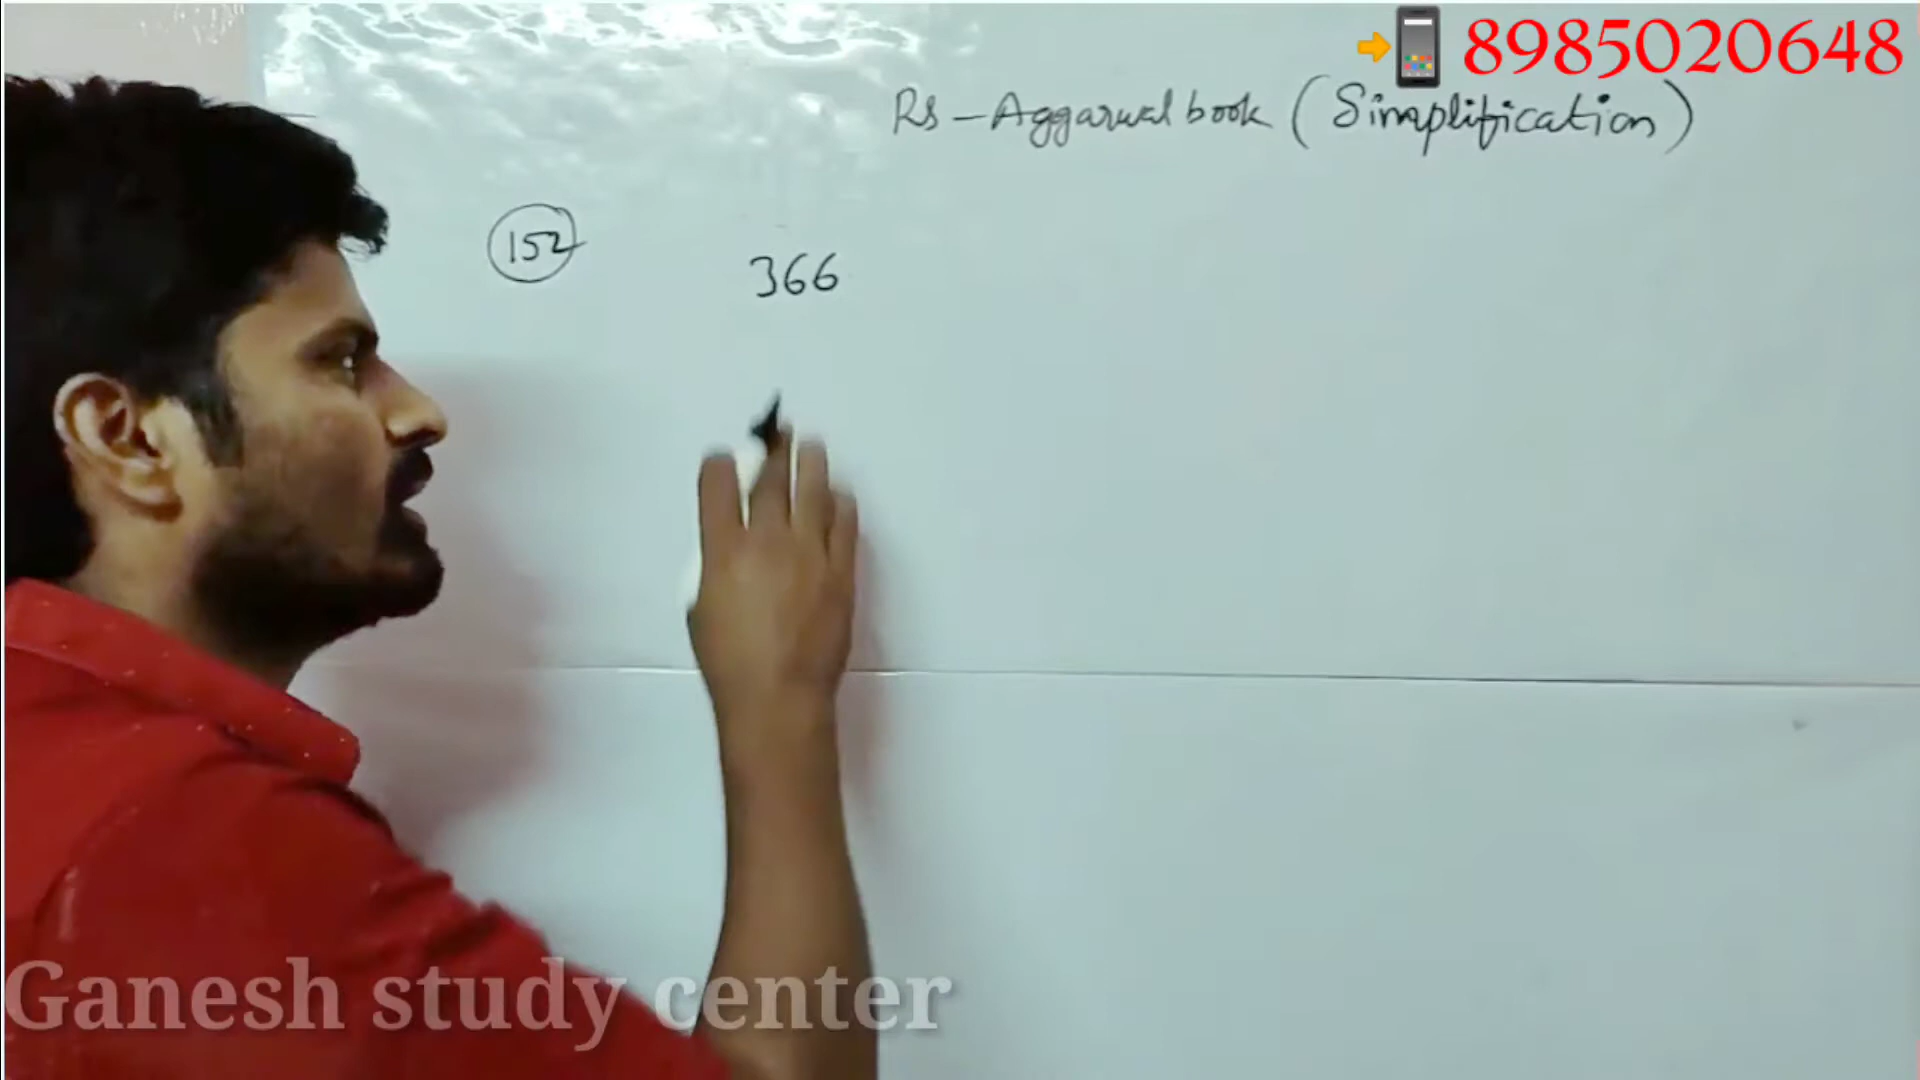 8985020648
Rs - Aggarwal book (Simplification)
152
366
Ganesh study center